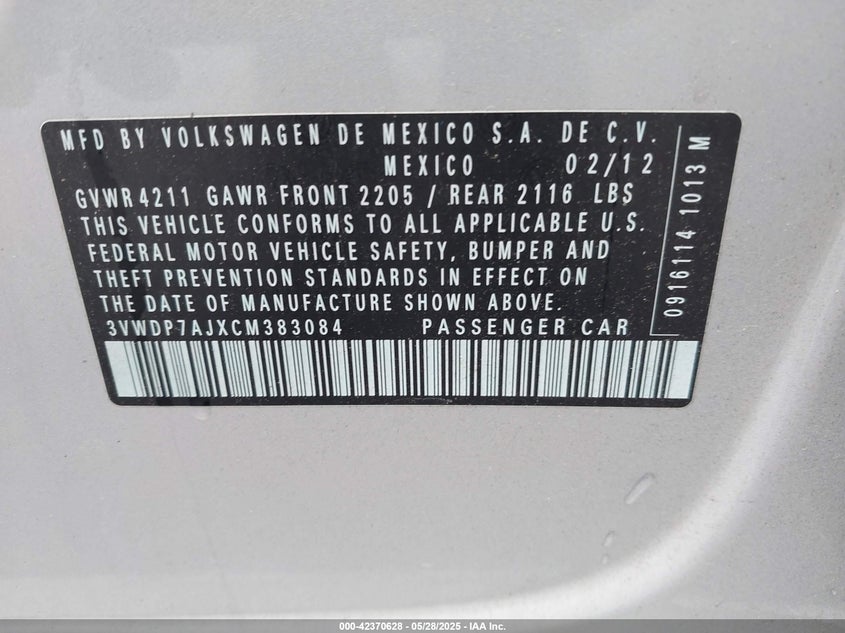 MFD BY VOLKSWAGEN DE MEXICO S.A. DE C.V.
MEXICO 02/12
GVWR 4211 GAWR FRONT 2205 / REAR 2116 LBS
THIS VEHICLE CONFORMS TO ALL APPLICABLE U.S.
FEDERAL MOTOR VEHICLE SAFETY, BUMPER AND
THEFT PREVENTION STANDARDS IN EFFECT ON
THE DATE OF MANUFACTURE SHOWN ABOVE.
3VWDP7AJXCM383084 PASSENGER CAR
0916114 1013 M
000-42370628 - 05/28/2025 - IAA Inc.